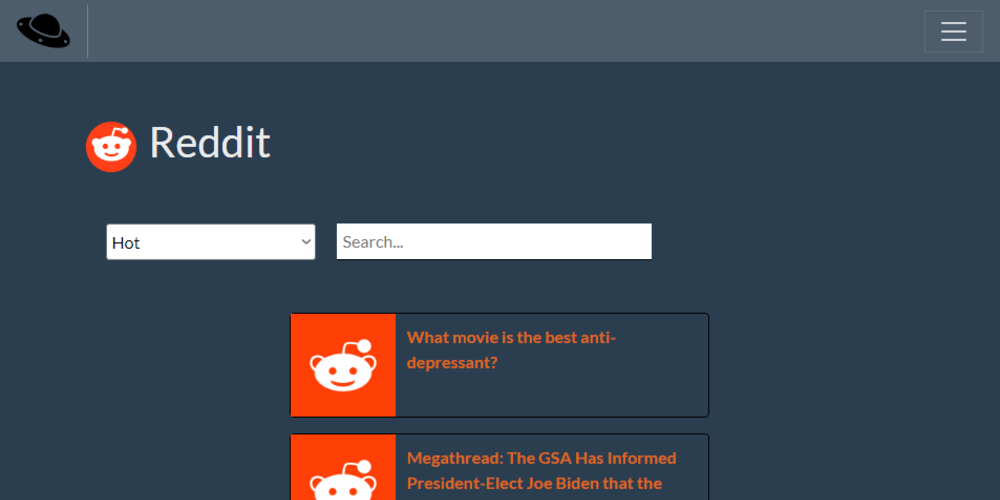 Reddit
Hot
Search...
What movie is the best anti-
depressant?
Megathread: The GSA Has Informed
President-Elect Joe Biden that the